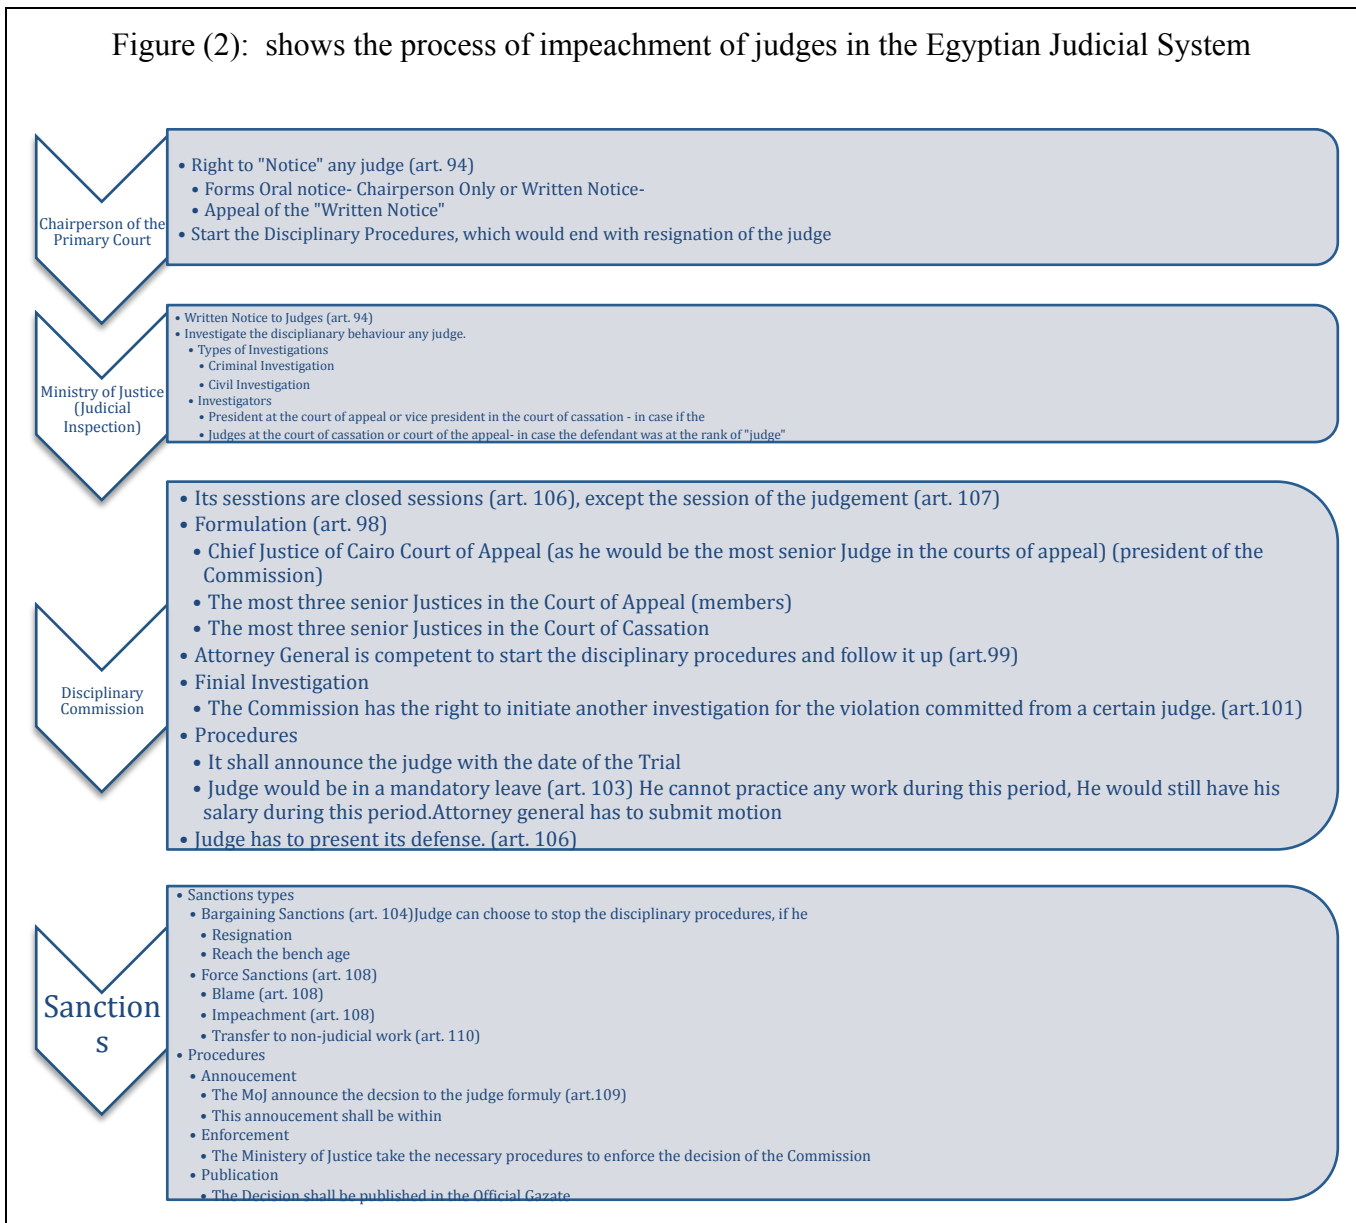 Figure (2):  shows the process of impeachment of judges in the Egyptian Judicial System
Chairperson of the
Primary Court
• Right to "Notice" any judge (art. 94)
• Forms Oral notice- Chairperson Only or Written Notice-
• Appeal of the "Written Notice"
• Start the Disciplinary Procedures, which would end with resignation of the judge
Ministry of Justice
(Judicial
Inspection)
• Written Notice to Judges (art. 94)
• Investigate the disciplianary behaviour any judge.
• Types of Investigations
• Criminal Investigation
• Civil Investigation
• Investigators
• President at the court of appeal or vice president in the court of cassation - in case if the
• Judges at the court of cassation or court of the appeal- in case the defendant was at the rank of "judge"
Disciplinary
Commission
• Its sesstions are closed sessions (art. 106), except the session of the judgement (art. 107)
• Formulation (art. 98)
• Chief Justice of Cairo Court of Appeal (as he would be the most senior Judge in the courts of appeal) (president of the
Commission)
• The most three senior Justices in the Court of Appeal (members)
• The most three senior Justices in the Court of Cassation
• Attorney General is competent to start the disciplinary procedures and follow it up (art.99)
• Finial Investigation
• The Commission has the right to initiate another investigation for the violation committed from a certain judge. (art.101)
• Procedures
• It shall announce the judge with the date of the Trial
• Judge would be in a mandatory leave (art. 103) He cannot practice any work during this period, He would still have his
salary during this period.Attorney general has to submit motion
• Judge has to present its defense. (art. 106)
Sanction
s
• Sanctions types
• Bargaining Sanctions (art. 104)Judge can choose to stop the disciplinary procedures, if he
• Resignation
• Reach the bench age
• Force Sanctions (art. 108)
• Blame (art. 108)
• Impeachment (art. 108)
• Transfer to non-judicial work (art. 110)
• Procedures
• Annoucement
• The MoJ announce the decsion to the judge formuly (art.109)
• This annoucement shall be within
• Enforcement
• The Ministery of Justice take the necessary procedures to enforce the decision of the Commission
• Publication
• The Decision shall be published in the Official Gazate